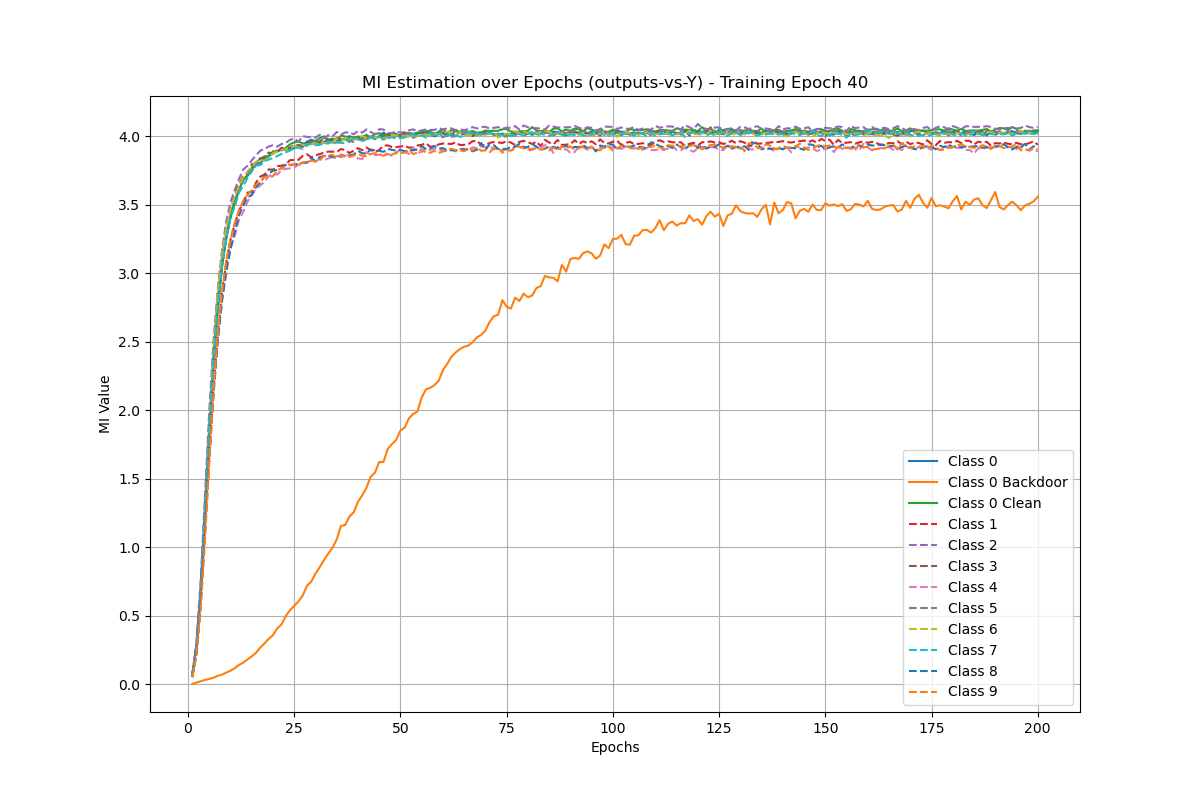 MI Estimation over Epochs (outputs-vs-Y) - Training Epoch 40
MI Value
4.0
3.5
3.0
2.5
2.0
1.5
1.0
0.5
0.0
0 25 50 75 100 125 150 175 200
Epochs
Class 0
Class 0 Backdoor
Class 0 Clean
Class 1
Class 2
Class 3
Class 4
Class 5
Class 6
Class 7
Class 8
Class 9